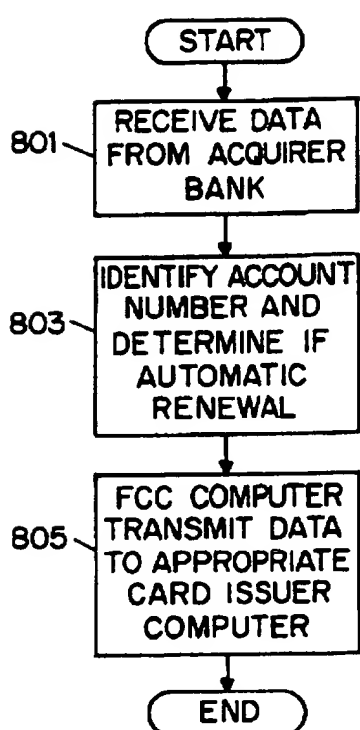 START
801
RECEIVE DATA
FROM ACQUIRER
BANK
803
IDENTIFY ACCOUNT
NUMBER AND
DETERMINE IF
AUTOMATIC
RENEWAL
805
FCC COMPUTER
TRANSMIT DATA
TO APPROPRIATE
CARD ISSUER
COMPUTER
END